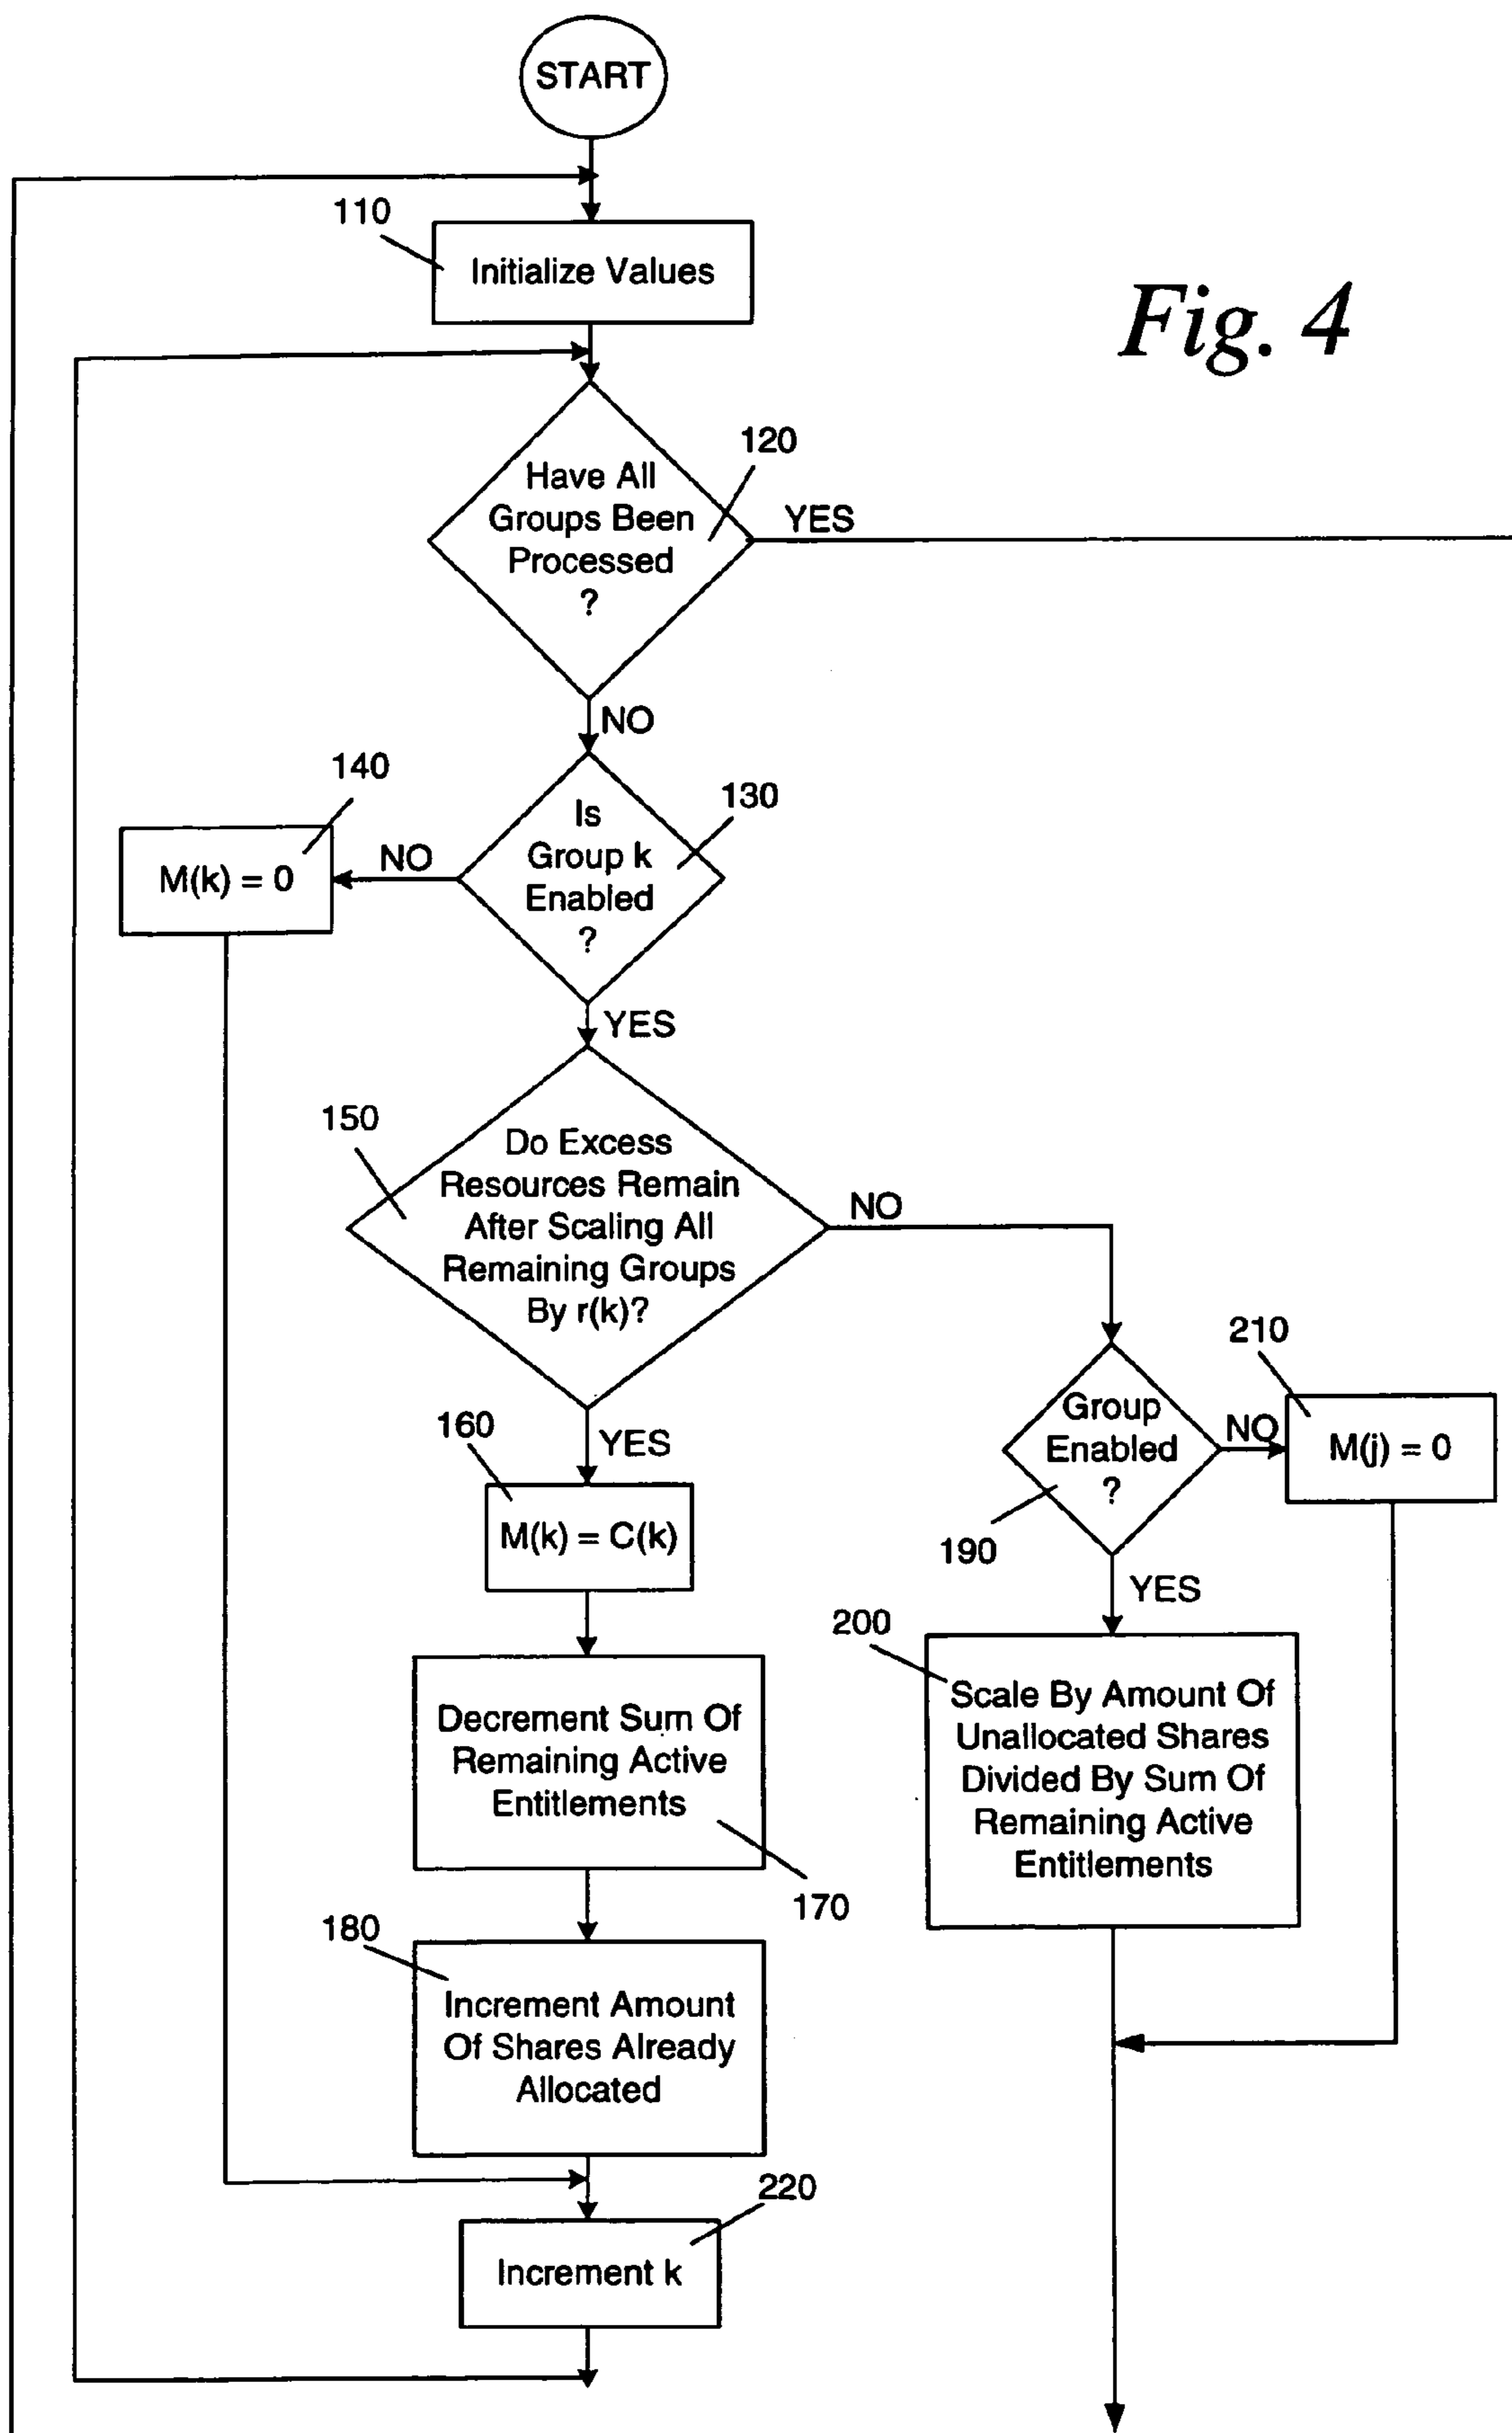 START
110
Initialize Values
Fig. 4
120
Have All
Groups Been
Processed
?
YES
NO
140
M(k) = 0
NO
130
Is
Group k
Enabled
?
YES
150
Do Excess
Resources Remain
After Scaling All
Remaining Groups
By r(k)?
NO
YES
160
M(k) = C(k)
190
Group
Enabled
?
NO
210
M(j) = 0
YES
170
Decrement Sum Of
Remaining Active
Entitlements
200
Scale By Amount Of
Unallocated Shares
Divided By Sum Of
Remaining Active
Entitlements
180
Increment Amount
Of Shares Already
Allocated
220
Increment k